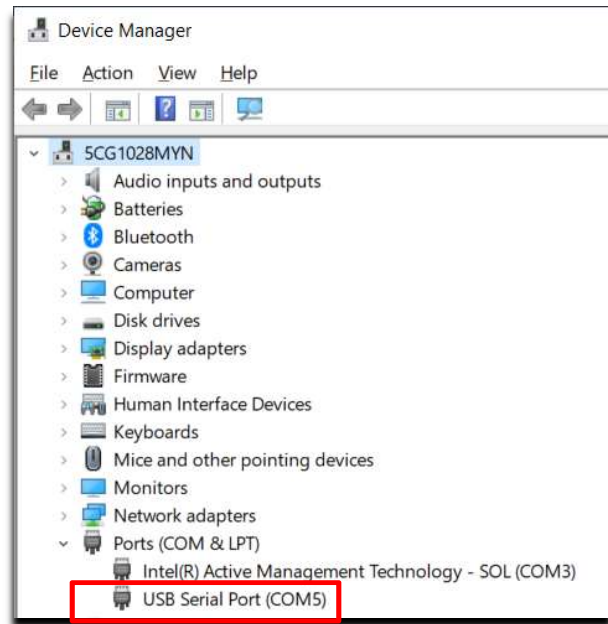 Device Manager
File Action View Help
5CG1028MYN
Audio inputs and outputs
Batteries
Bluetooth
Cameras
Computer
Disk drives
Display adapters
Firmware
Human Interface Devices
Keyboards
Mice and other pointing devices
Monitors
Network adapters
Ports (COM & LPT)
Intel(R) Active Management Technology - SOL (COM3)
USB Serial Port (COM5)